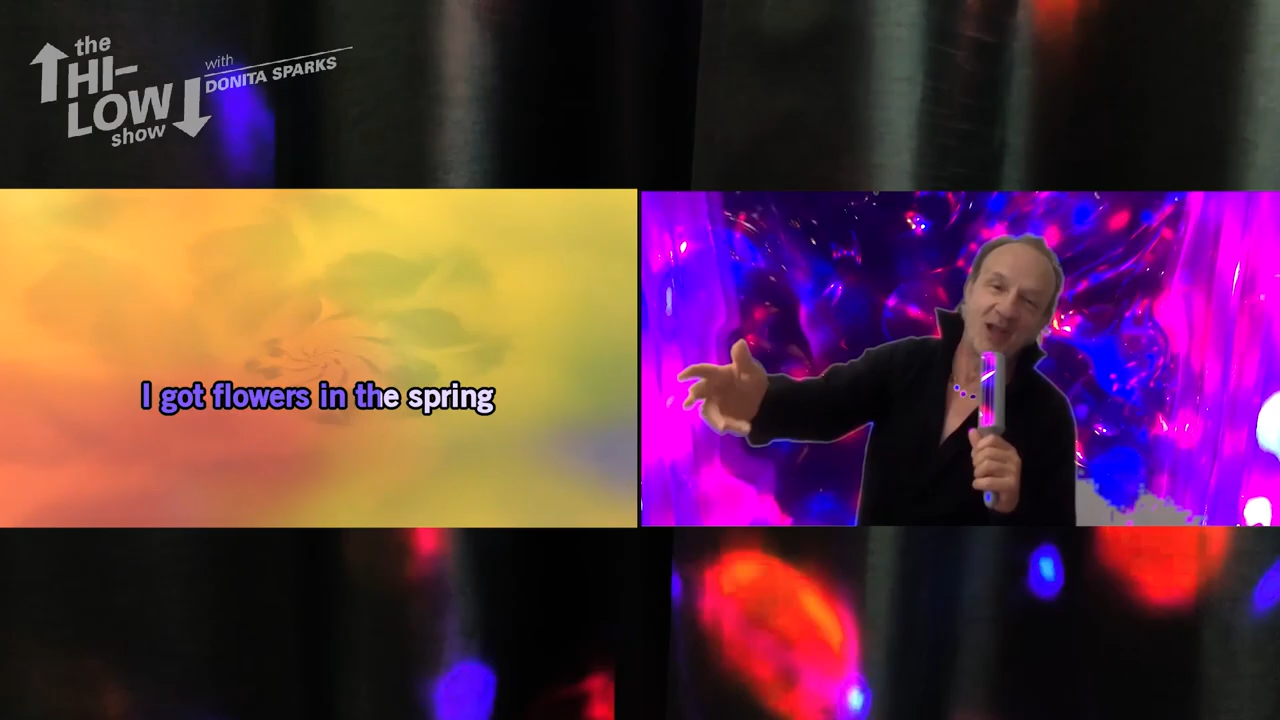 the
HI-
LOW
show
with
DONITA SPARKS
I got flowers in the spring